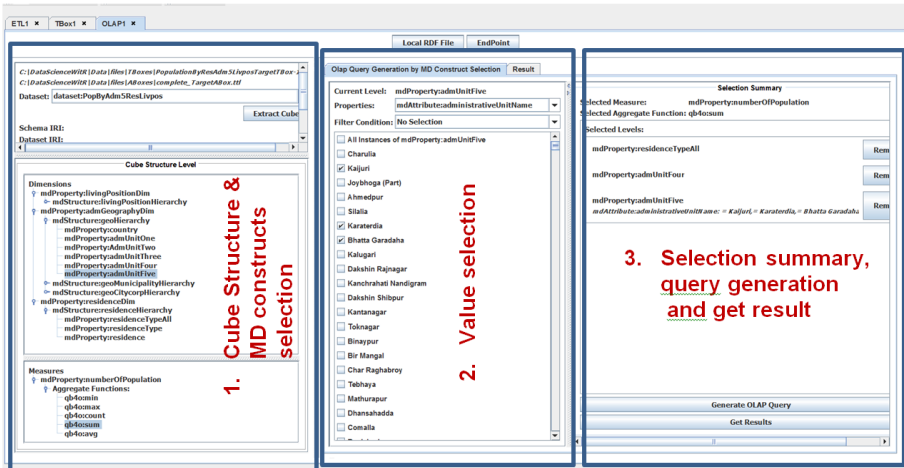 ETL1 × TBox1 × OLAP1 ×
Local RDF File EndPoint
C:\DataScienceWitR\Data\files\TBoxes\PopulationByResAdm5LivposTargetTBox-1
C:\DataScienceWitR\Data\files\ABoxes\complete_TargetABox.ttl
Dataset: dataset:PopByAdm5ResLivpos
Extract Cube
Schema IRI:
Dataset IRI:
Cube Structure Level
Dimensions
mdProperty:livingPositionDim
mdStructure:livingPositionHierarchy
mdProperty:admGeographyDim
mdStructure:geoHierarchy
mdProperty:country
mdProperty:admUnitOne
mdProperty:AdmUnitTwo
mdProperty:admUnitThree
mdProperty:admUnitFour
mdProperty:admUnitFive
mdStructure:geoMunicipalityHierarchy
mdStructure:geoCitycorpHierarchy
mdProperty:residenceDim
mdStructure:residenceHierarchy
mdProperty:residenceTypeAll
mdProperty:residenceType
mdProperty:residence
Measures
mdProperty:numberOfPopulation
Aggregate Functions:
qb4o:min
qb4o:max
qb4o:count
qb4o:sum
qb4o:avg
1. Cube Structure &
MD constructs
selection
Olap Query Generation by MD Construct Selection Result
Current Level: mdProperty:admUnitFive
Properties: mdAttribute:administrativeUnitName
Filter Condition: No Selection
All Instances of mdProperty:admUnitFive
Charulia
Kaijuri
Joybhoga (Part)
Ahmedpur
Silalia
Karaterdia
Bhatta Garadaha
Kalugari
Dakshin Rajnagar
Kanchrahati Nandigram
Dakshin Shibpur
Kantanagar
Toknagar
Binaypur
Bir Mangal
Char Raghabroy
Tebhaya
Mathurapur
Dhansahadda
Comalla
2. Value selection
Selection Summary
Selected Measure: mdProperty:numberOfPopulation
Selected Aggregate Function: qb4o:sum
Selected Levels:
mdProperty:residenceTypeAll Rem
mdProperty:admUnitFour Rem
mdProperty:admUnitFive Rem
mdAttribute:administrativeUnitName: = Kaijuri,= Karaterdia,= Bhatta Garadaha
3. Selection summary,
query generation
and get result
Generate OLAP Query
Get Results